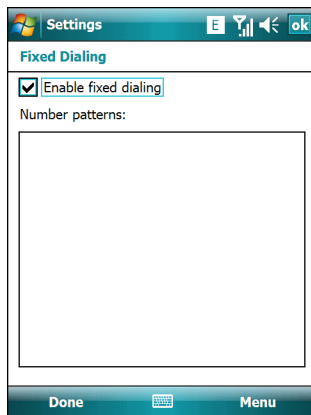 Settings E ok
Fixed Dialing
Enable fixed dialing
Number patterns:
Done Menu